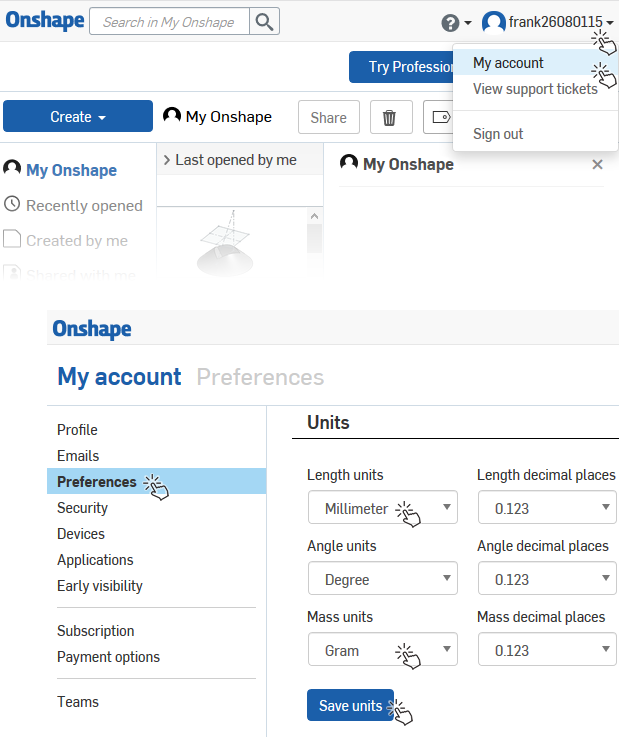 Onshape
Search in My Onshape
? frank26080115
My account
View support tickets
Sign out
Try Profession
Create
My Onshape
Share
My Onshape
Recently opened
Created by me
Shared with me
Last opened by me
My Onshape
Onshape
My account Preferences
Profile
Emails
Preferences
Security
Devices
Applications
Early visibility
Subscription
Payment options
Teams
Units
Length units Length decimal places
Millimeter 0.123
Angle units Angle decimal places
Degree 0.123
Mass units Mass decimal places
Gram 0.123
Save units